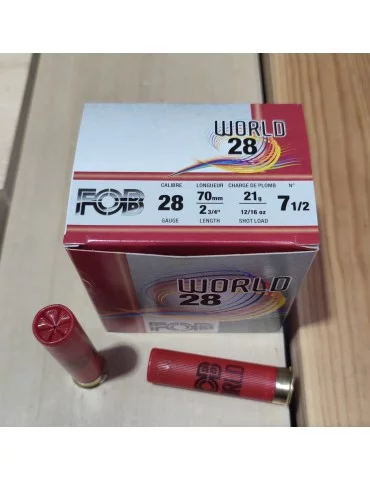 WORLD
28
FOB
CALIBRE
28
GAUGE
LONGUEUR
70mm
2 3/4"
LENGTH
CHARGE DE PLOMB
21g
12/16 oz
SHOT LOAD
N°
7 1/2
WORLD
28
FOB
FOB
WORLD